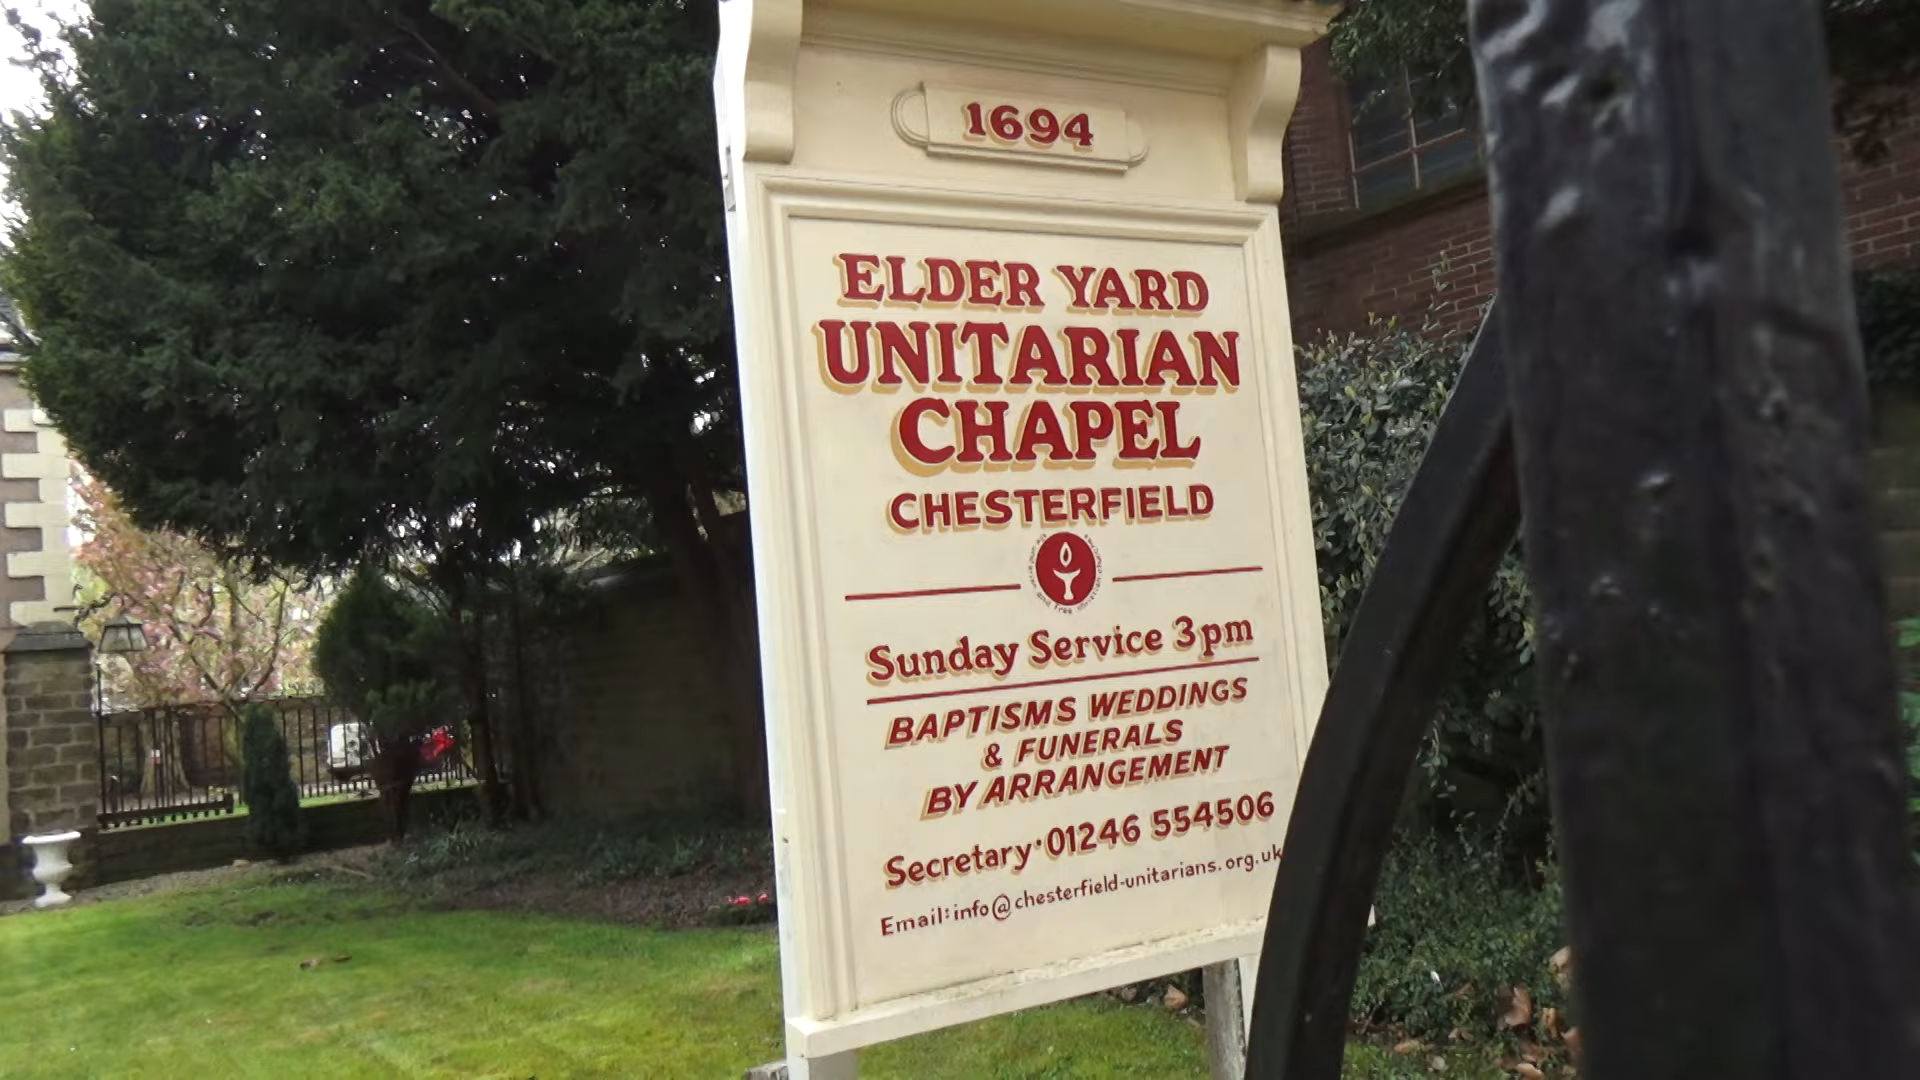 1694
ELDER YARD
UNITARIAN
CHAPEL
CHESTERFIELD
Sunday Service 3pm
BAPTISMS WEDDINGS
& FUNERALS
BY ARRANGEMENT
Secretary·01246 554506
Email:info@chesterfield-unitarians.org.uk